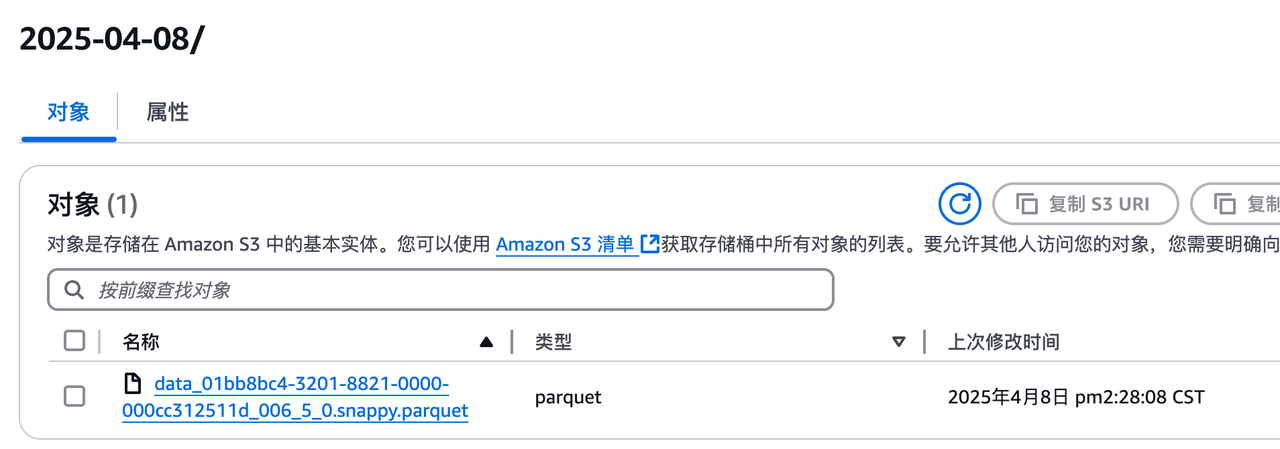 2025-04-08/
对象
属性
对象 (1)
复制 S3 URI
复制
对象是存储在 Amazon S3 中的基本实体。您可以使用 Amazon S3 清单 获取存储桶中所有对象的列表。要允许其他人访问您的对象，您需要明确向
按前缀查找对象
名称
类型
上次修改时间
data_01bb8bc4-3201-8821-0000-
000cc312511d_006_5_0.snappy.parquet
parquet
2025年4月8日 pm2:28:08 CST